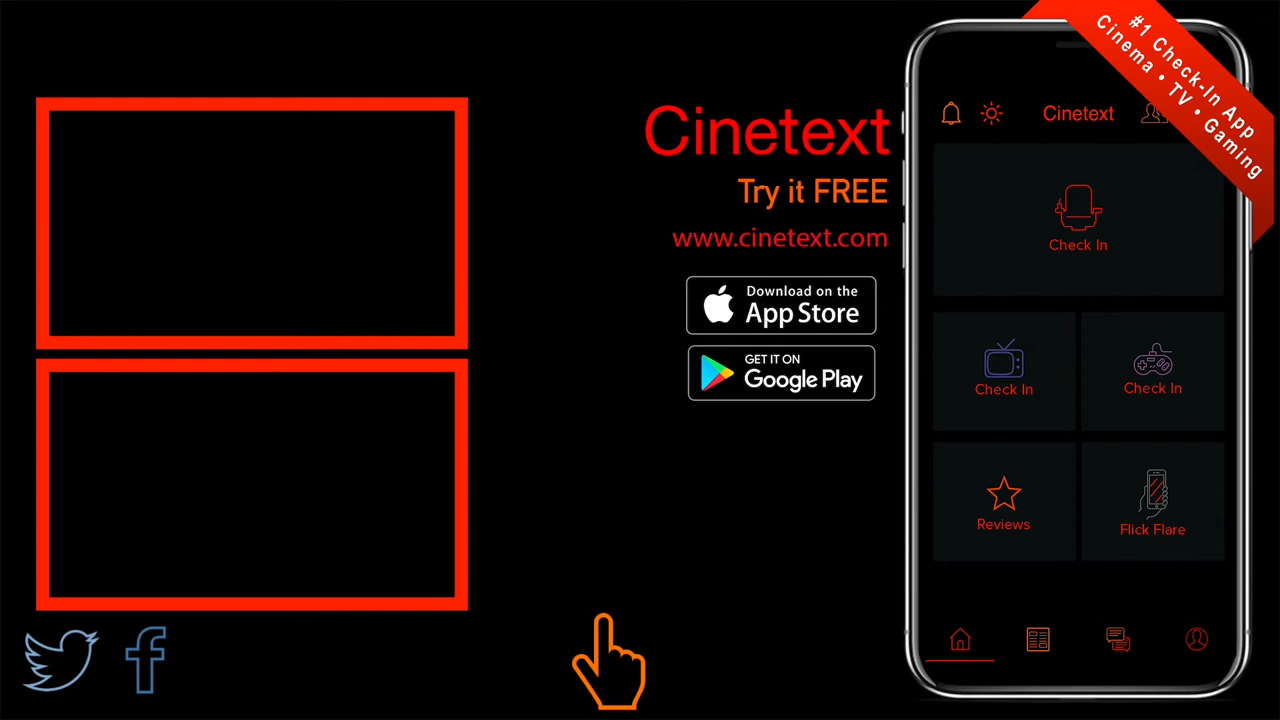 Cinetext
Try it FREE
www.cinetext.com
Download on the
App Store
GET IT ON
Google Play
#1 Check-In App
Cinema • TV • Gaming
Cinetext
Check In
Check In
Check In
Reviews
Flick Flare